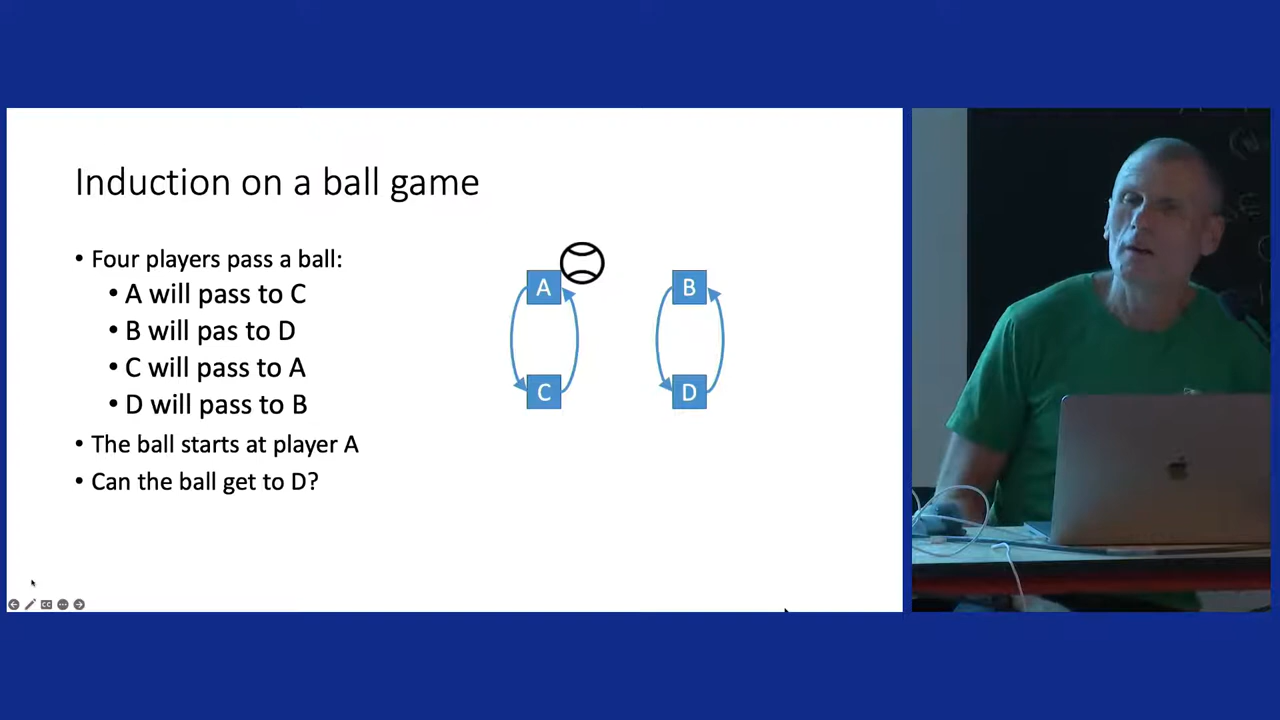 Induction on a ball game
• Four players pass a ball:
• A will pass to C
• B will pas to D
• C will pass to A
• D will pass to B
• The ball starts at player A
• Can the ball get to D?
A
B
C
D